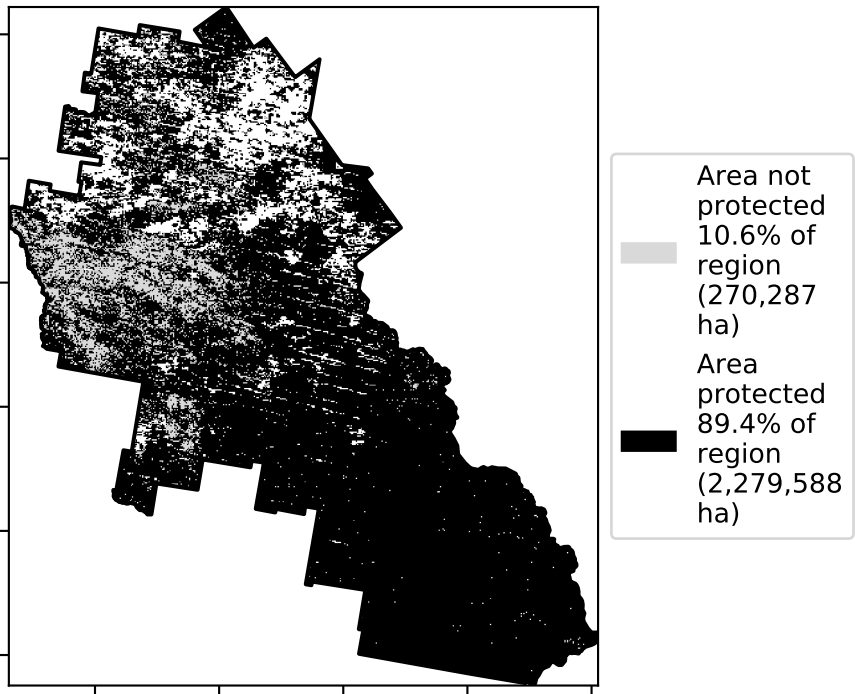 Area not
protected
10.6% of
region
(270,287
ha)
Area
protected
89.4% of
region
(2,279,588
ha)